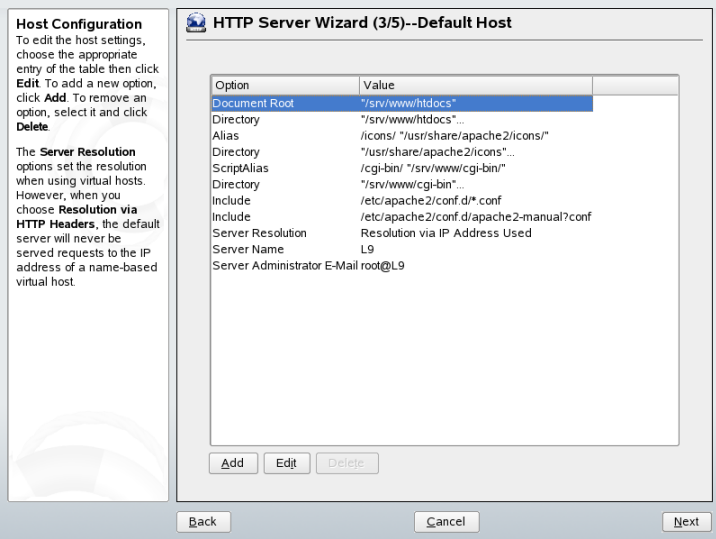 Host Configuration
To edit the host settings,
choose the appropriate
entry of the table then click
Edit. To add a new option,
click Add. To remove an
option, select it and click
Delete.
The Server Resolution
options set the resolution
when using virtual hosts.
However, when you
choose Resolution via
HTTP Headers, the default
server will never be
served requests to the IP
address of a name-based
virtual host.
HTTP Server Wizard (3/5)--Default Host
Option Value
Document Root "/srv/www/htdocs"
Directory "/srv/www/htdocs"...
Alias /icons/ "/usr/share/apache2/icons/"
Directory "/usr/share/apache2/icons"...
ScriptAlias /cgi-bin/ "/srv/www/cgi-bin/"
Directory "/srv/www/cgi-bin"...
Include /etc/apache2/conf.d/*.conf
Include /etc/apache2/conf.d/apache2-manual?conf
Server Resolution Resolution via IP Address Used
Server Name L9
Server Administrator E-Mail root@L9
Add Edit Delete
Back Cancel Next